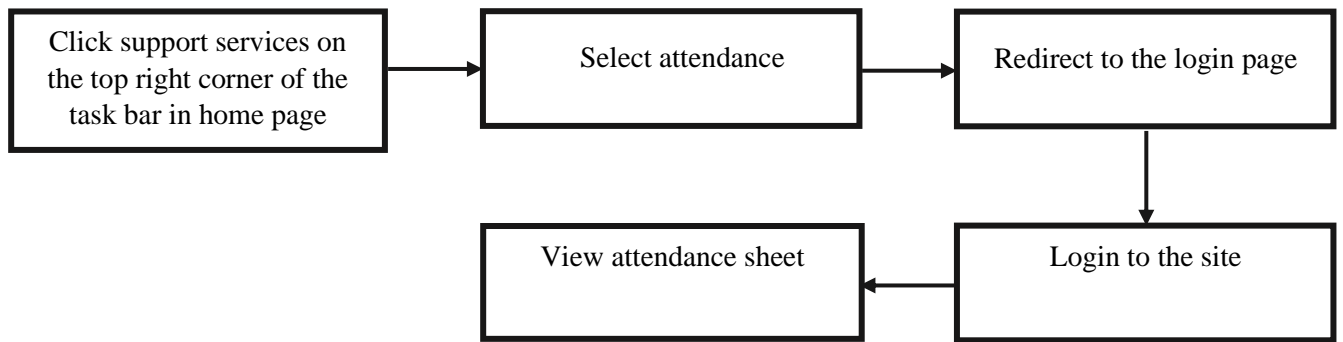 Click support services on
the top right corner of the
task bar in home page
Select attendance
Redirect to the login page
Login to the site
View attendance sheet